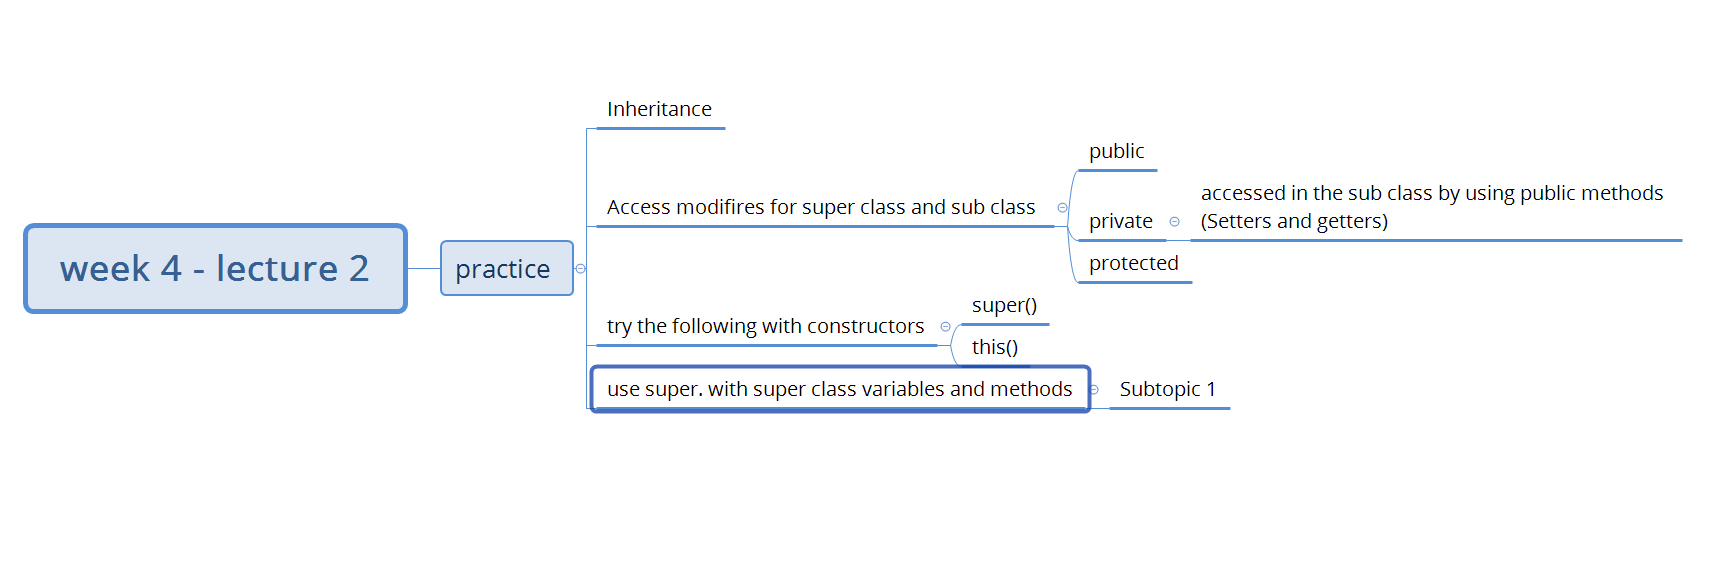 week 4 - lecture 2
practice
Inheritance
Access modifires for super class and sub class
public
private
accessed in the sub class by using public methods
(Setters and getters)
protected
try the following with constructors
super()
this()
use super. with super class variables and methods
Subtopic 1